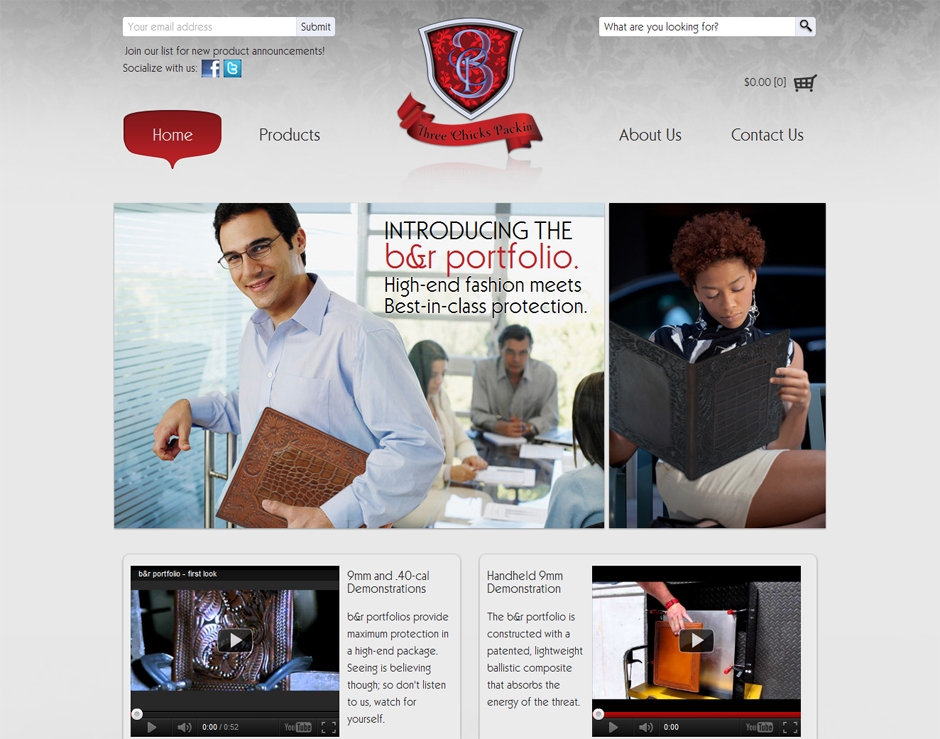 Your email address
Submit
What are you looking for?
Join our list for new product announcements!
Socialize with us:
$0.00 [0]
Home
Products
Three Chicks Packin
About Us
Contact Us
INTRODUCING THE
b&r portfolio.
High-end fashion meets
Best-in-class protection.
b&r portfolio - first look
0:00 / 0:52
YouTube
9mm and .40-cal
Demonstrations
b&r portfolios provide
maximum protection in
a high-end package.
Seeing is believing
though; so don't listen
to us, watch for
yourself.
Handheld 9mm
Demonstration
The b&r portfolio is
constructed with a
patented, lightweight
ballistic composite
that absorbs the
energy of the threat.
0:00
YouTube